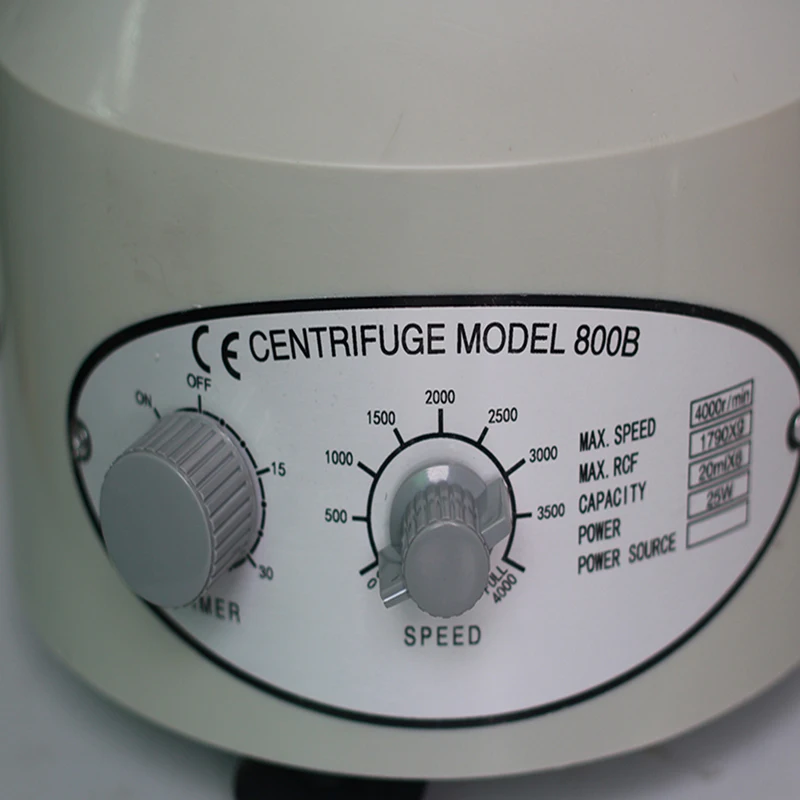 CE CENTRIFUGE MODEL 800B
ON
OFF
15
30
MER
0
500
1000
1500
2000
2500
3000
3500
FULL
4000
SPEED
MAX. SPEED 4000r/min
MAX. RCF 1790X9
CAPACITY 20mlX6
POWER 25W
POWER SOURCE